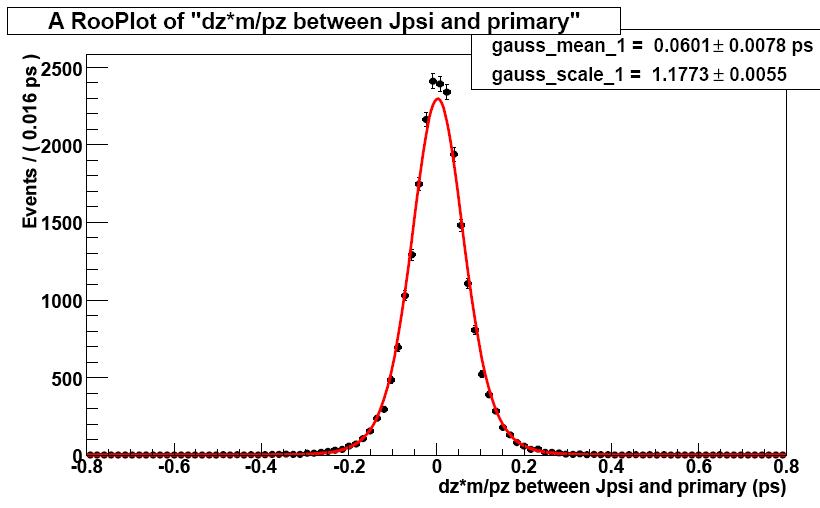 A RooPlot of "dz*m/pz between Jpsi and primary"
gauss_mean_1 = 0.0601 ± 0.0078 ps
gauss_scale_1 = 1.1773 ± 0.0055
Events / ( 0.016 ps )
2500
2000
1500
1000
500
0
-0.8 -0.6 -0.4 -0.2 0 0.2 0.4 0.6 0.8
dz*m/pz between Jpsi and primary (ps)